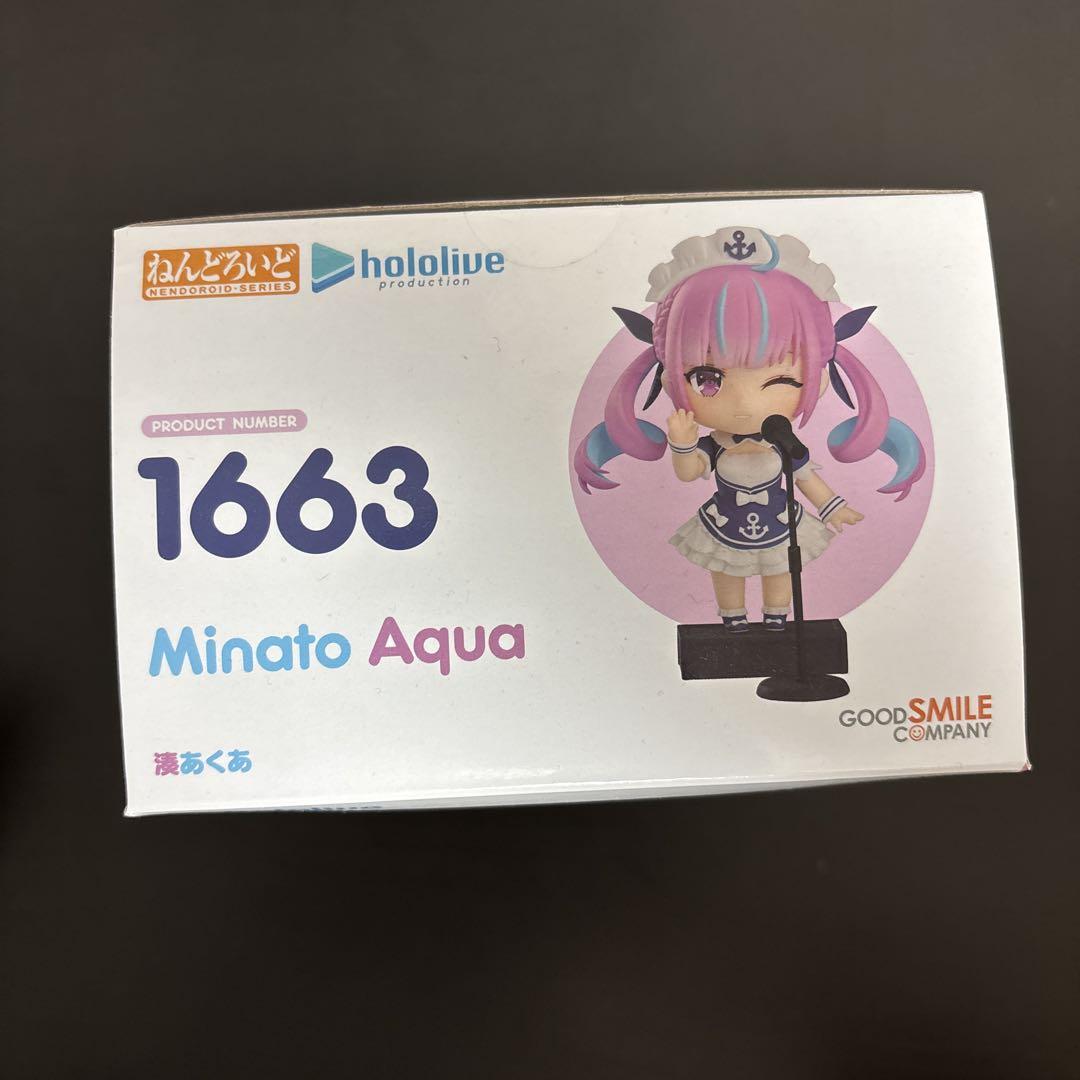 ねんどろいど
NENDOROID-SERIES
hololive
production
PRODUCT NUMBER
1663
Minato Aqua
湊あくあ
GOOD SMILE
COMPANY